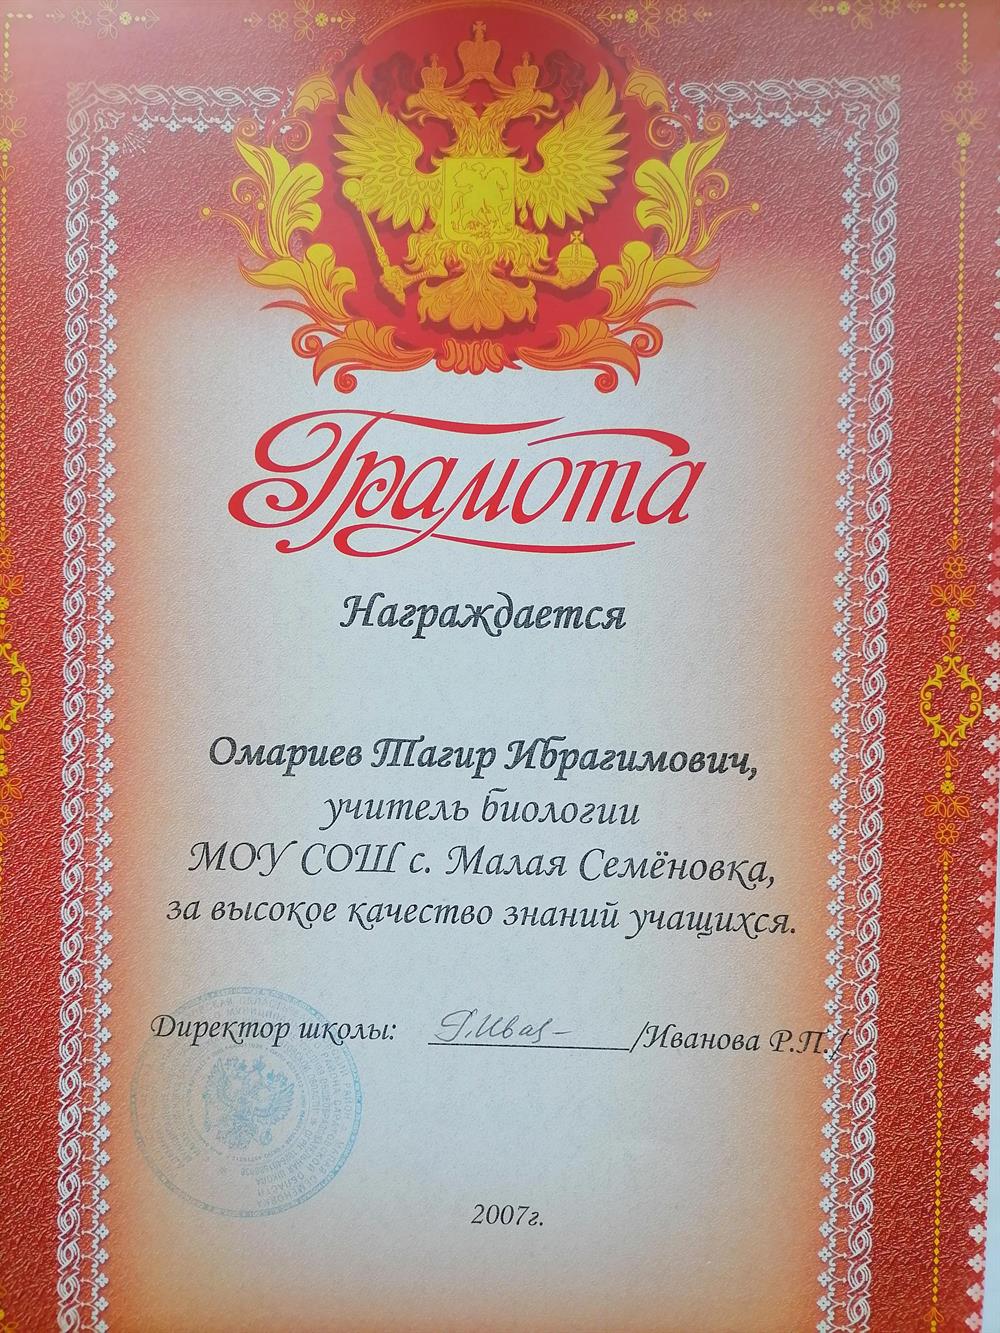 Грамота
Награждается
Омариев Тагир Ибрагимович,
учитель биологии
МОУ СОШ с. Малая Семёновка,
за высокое качество знаний учащихся.
Директор школы: /Иванова Р.П./
2007г.